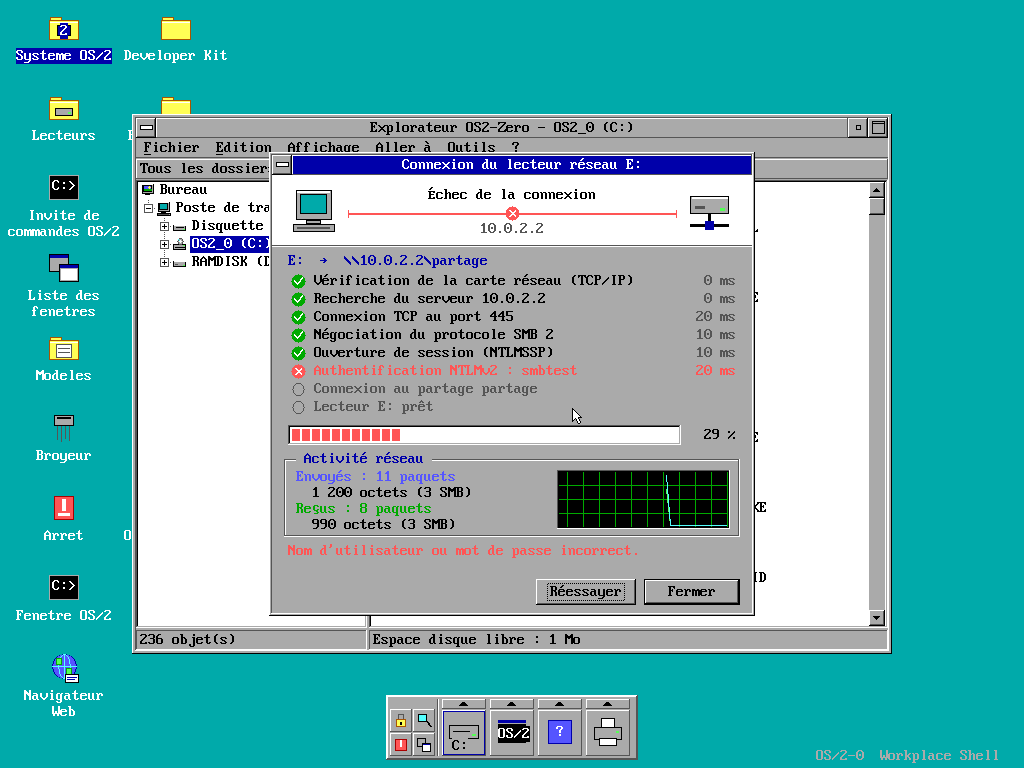 Systeme OS/2
Developer Kit
Lecteurs
C:>
Invite de
commandes OS/2
Liste des
fenetres
Modeles
Broyeur
Arret
C:>
Fenetre OS/2
Navigateur
Web
Explorateur OS2-Zero - OS2_0 (C:)
Fichier Edition Affichage Aller à Outils ?
Tous les dossier
Bureau
Poste de tra
Disquette
OS2_0 (C:)
RAMDISK (D
Connexion du lecteur réseau E:
Échec de la connexion
10.0.2.2
E: → \\10.0.2.2\partage
Vérification de la carte réseau (TCP/IP) 0 ms
Recherche du serveur 10.0.2.2 0 ms
Connexion TCP au port 445 20 ms
Négociation du protocole SMB 2 10 ms
Ouverture de session (NTLMSSP) 10 ms
Authentification NTLMv2 : smbtest 20 ms
Connexion au partage partage
Lecteur E: prêt
29 %
Activité réseau
Envoyés : 11 paquets
1 200 octets (3 SMB)
Reçus : 8 paquets
990 octets (3 SMB)
Nom d'utilisateur ou mot de passe incorrect.
Réessayer Fermer
236 objet(s) Espace disque libre : 1 Mo
C: OS/2 ?
OS/2-0 Workplace Shell